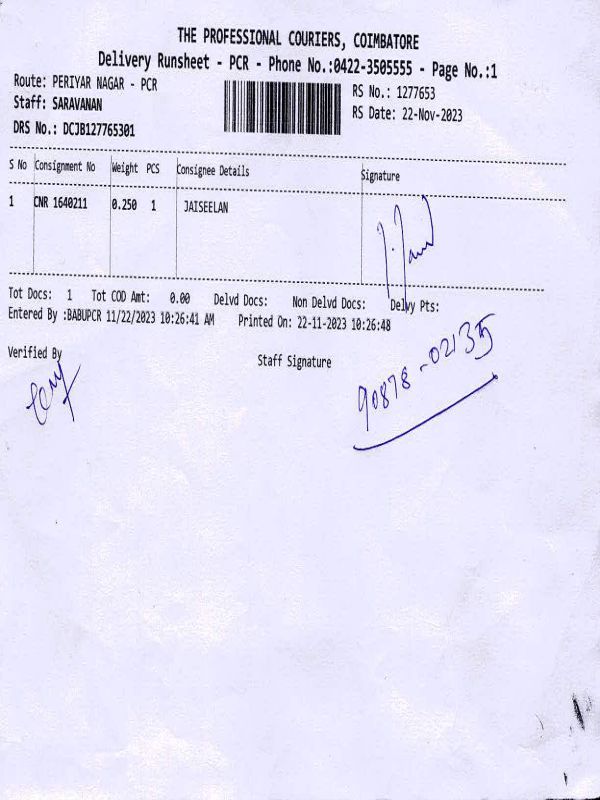 THE PROFESSIONAL COURIERS, COIMBATORE
Delivery Runsheet - PCR - Phone No.:0422-3505555 - Page No.:1
Route: PERIYAR NAGAR - PCR
RS No.: 1277653
Staff: SARAVANAN
RS Date: 22-Nov-2023
DRS No.: DCJB127765301
S No Consignment No Weight PCS Consignee Details Signature
1 CNR 1640211 0.250 1 JAISEELAN
Tot Docs: 1 Tot COD Amt: 0.00 Delvd Docs: Non Delvd Docs: Delvy Pts:
Entered By :BABUPCR 11/22/2023 10:26:41 AM Printed On: 22-11-2023 10:26:48
Verified By
Staff Signature
90878-02135